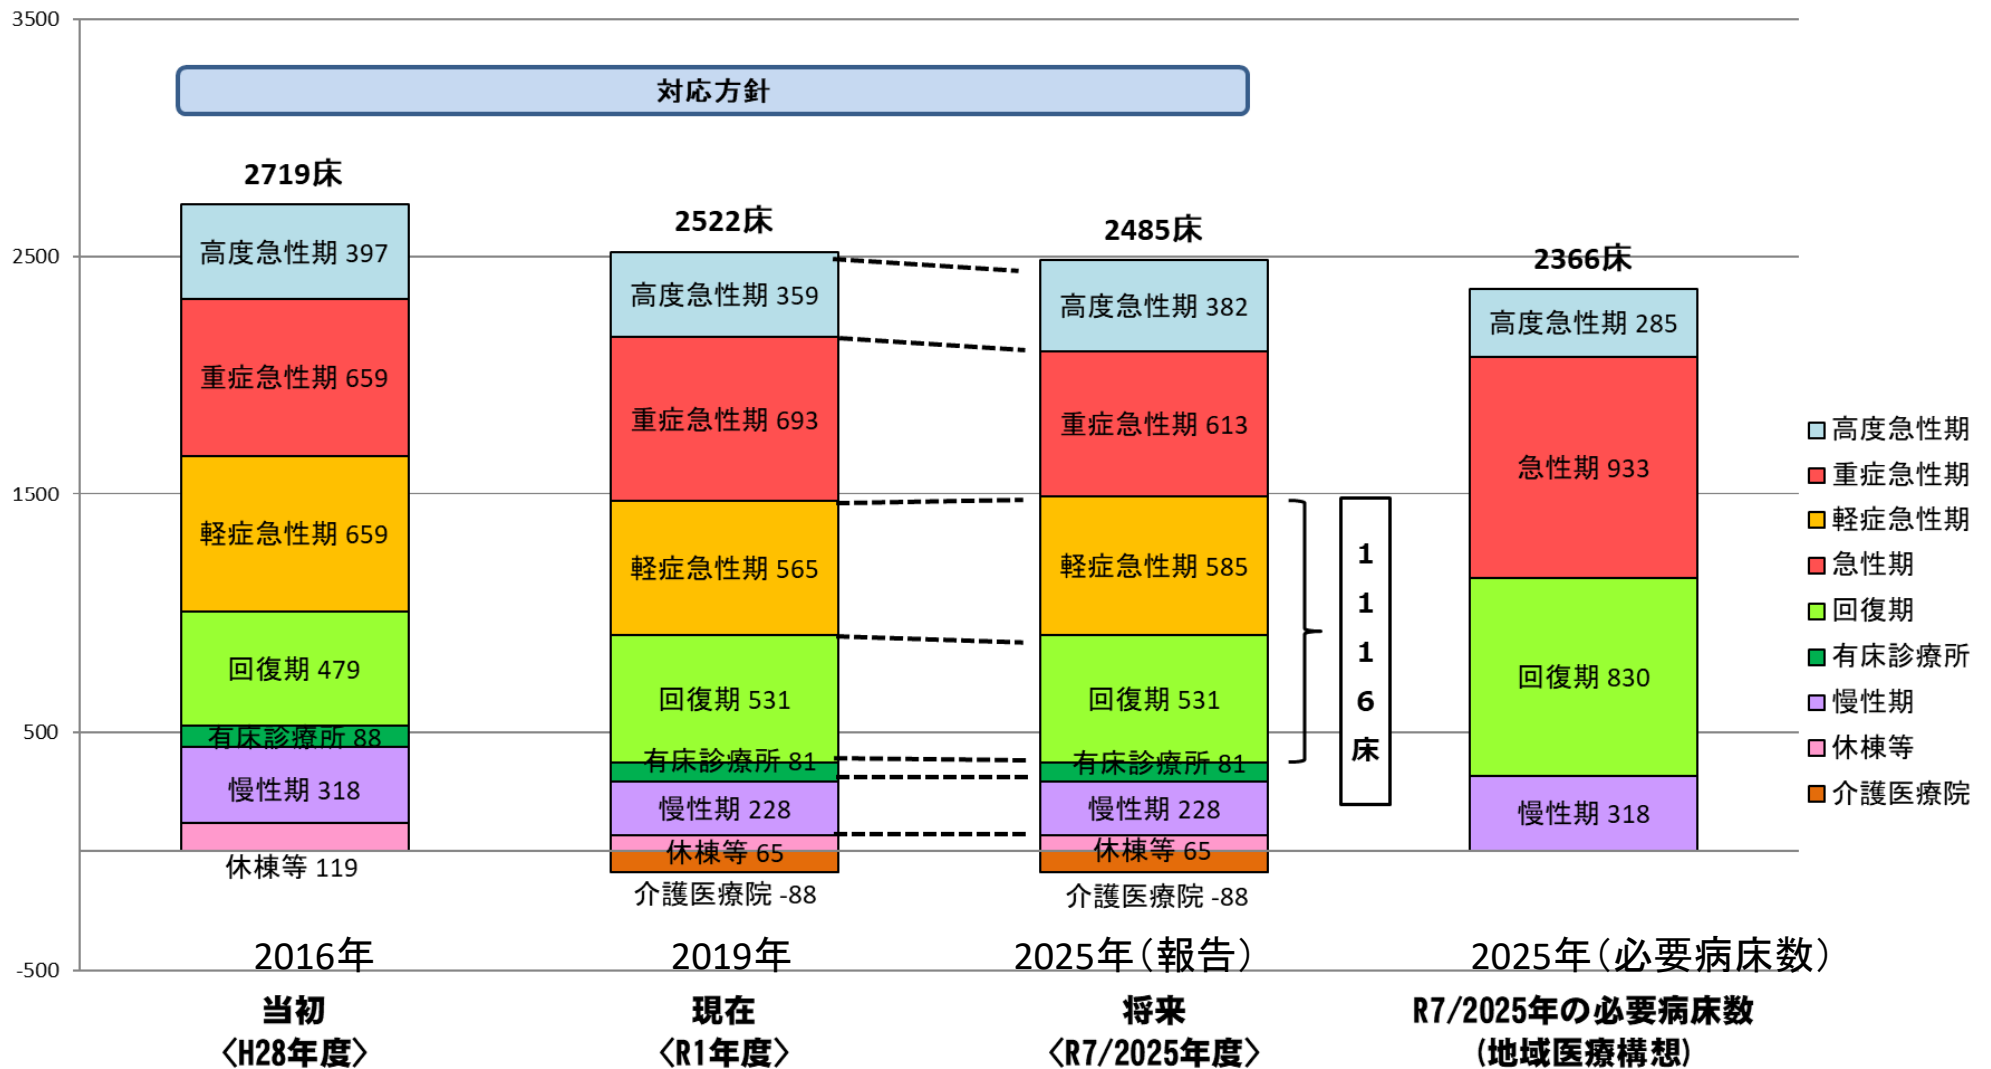 3500
2500
1500
500
-500
対応方針
2719床
高度急性期 397
重症急性期 659
軽症急性期 659
回復期 479
有床診療所 88
慢性期 318
休棟等 119
2522床
高度急性期 359
重症急性期 693
軽症急性期 565
回復期 531
有床診療所 81
慢性期 228
休棟等 65
介護医療院 -88
2485床
高度急性期 382
重症急性期 613
軽症急性期 585
回復期 531
有床診療所 81
慢性期 228
休棟等 65
介護医療院 -88
1116床
2366床
高度急性期 285
急性期 933
回復期 830
慢性期 318
高度急性期
重症急性期
軽症急性期
急性期
回復期
有床診療所
慢性期
休棟等
介護医療院
2016年
2019年
2025年(報告)
2025年(必要病床数)
当初
〈H28年度〉
現在
〈R1年度〉
将来
〈R7/2025年度〉
R7/2025年の必要病床数
(地域医療構想)